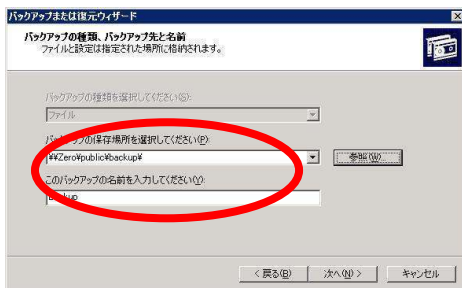 バックアップまたは復元ウィザード
バックアップの種類、バックアップ先と名前
ファイルと設定は指定された場所に格納されます。
バックアップの種類を選択してください(S):
ファイル
バックアップの保存場所を選択してください(P):
¥¥Zero¥public¥backup¥
参照(W)...
このバックアップの名前を入力してください(Y):
Backup
< 戻る(B)
次へ(N) >
キャンセル